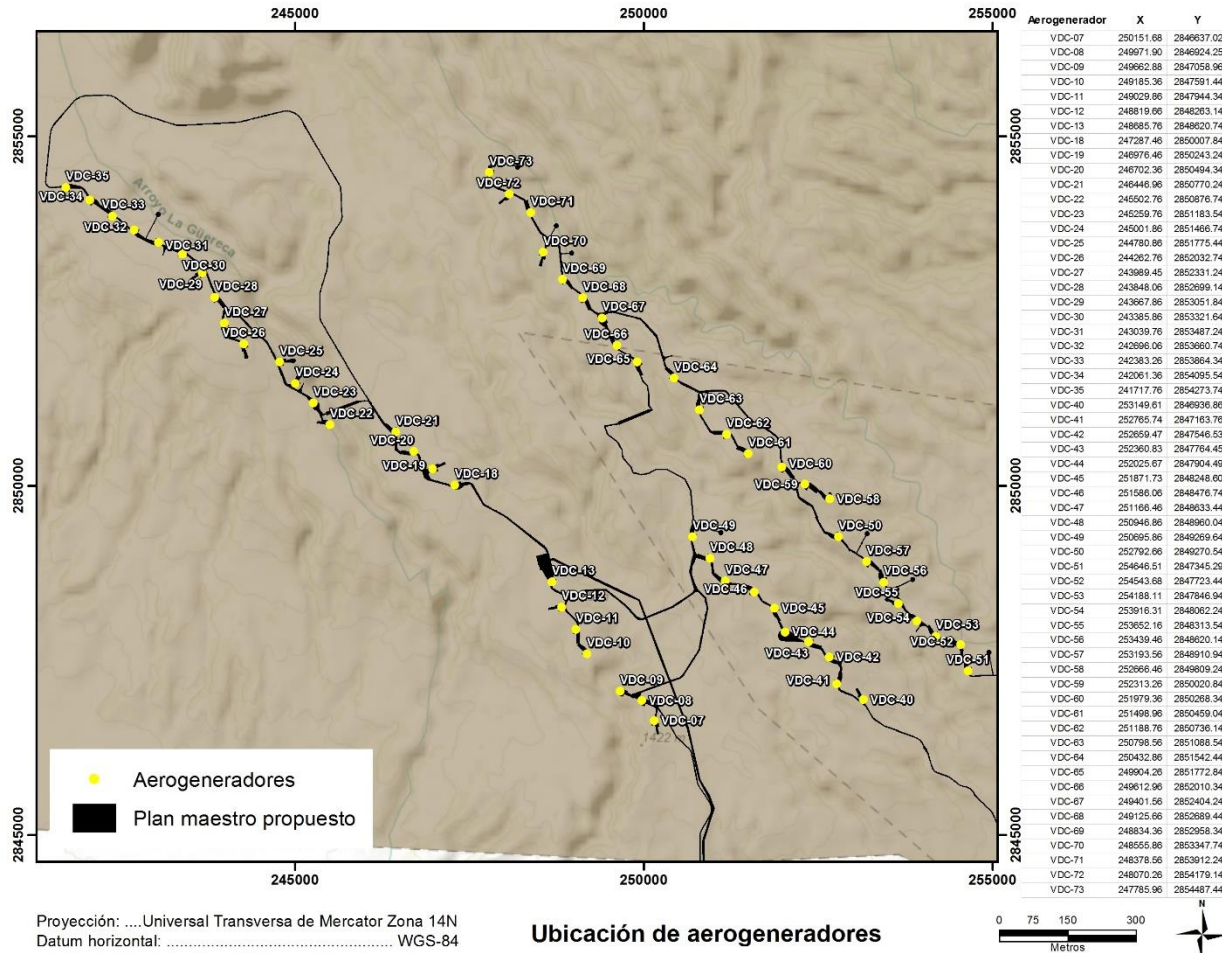 245000
250000
255000
2855000
2850000
2845000
VDC-35
VDC-34
VDC-33
VDC-32
Arroyo La Güereca
VDC-31
VDC-30
VDC-29
VDC-28
VDC-27
VDC-26
VDC-25
VDC-24
VDC-23
VDC-22
VDC-21
VDC-20
VDC-19
VDC-18
VDC-13
VDC-12
VDC-11
VDC-10
VDC-09
VDC-08
VDC-07
1422 m
VDC-73
VDC-72
VDC-71
VDC-70
VDC-69
VDC-68
VDC-67
VDC-66
VDC-65
VDC-64
VDC-63
VDC-62
VDC-61
VDC-60
VDC-59
VDC-58
VDC-50
VDC-57
VDC-56
VDC-55
VDC-54
VDC-53
VDC-52
VDC-51
VDC-49
VDC-48
VDC-47
VDC-46
VDC-45
VDC-44
VDC-43
VDC-42
VDC-41
VDC-40
Aerogeneradores
Plan maestro propuesto
2855000
2850000
2845000
245000
250000
255000
Aerogenerador X Y
VDC-07 250151.68 2846637.02
VDC-08 249971.90 2846924.25
VDC-09 249662.88 2847058.96
VDC-10 249185.36 2847591.44
VDC-11 249029.86 2847944.34
VDC-12 248819.66 2848263.14
VDC-13 248685.76 2848620.74
VDC-18 247287.46 2850007.84
VDC-19 246976.46 2850243.24
VDC-20 246702.36 2850494.34
VDC-21 246446.96 2850770.24
VDC-22 245502.76 2850876.74
VDC-23 245259.76 2851183.54
VDC-24 245001.86 2851466.74
VDC-25 244780.86 2851775.44
VDC-26 244262.76 2852032.74
VDC-27 243989.45 2852331.24
VDC-28 243848.06 2852699.14
VDC-29 243667.86 2853051.84
VDC-30 243385.86 2853321.64
VDC-31 243039.76 2853487.24
VDC-32 242696.06 2853660.74
VDC-33 242383.26 2853864.34
VDC-34 242061.36 2854095.54
VDC-35 241717.76 2854273.74
VDC-40 253149.61 2846936.86
VDC-41 252765.74 2847163.76
VDC-42 252659.47 2847546.53
VDC-43 252360.83 2847764.45
VDC-44 252025.67 2847904.49
VDC-45 251871.73 2848248.60
VDC-46 251586.06 2848476.74
VDC-47 251166.46 2848633.44
VDC-48 250946.86 2848960.04
VDC-49 250695.86 2849269.64
VDC-50 252792.66 2849270.54
VDC-51 254646.51 2847345.29
VDC-52 254543.68 2847723.44
VDC-53 254188.11 2847846.94
VDC-54 253916.31 2848062.24
VDC-55 253652.16 2848313.54
VDC-56 253439.46 2848620.14
VDC-57 253193.56 2848910.94
VDC-58 252666.46 2849809.24
VDC-59 252313.26 2850020.84
VDC-60 251979.36 2850268.34
VDC-61 251498.96 2850459.04
VDC-62 251188.76 2850736.14
VDC-63 250798.56 2851088.54
VDC-64 250432.86 2851542.44
VDC-65 249904.26 2851772.84
VDC-66 249612.96 2852010.34
VDC-67 249401.56 2852404.24
VDC-68 249125.66 2852689.44
VDC-69 248834.36 2852958.34
VDC-70 248555.86 2853347.74
VDC-71 248378.56 2853912.24
VDC-72 248070.26 2854179.14
VDC-73 247785.96 2854487.44
Proyección: ....Universal Transversa de Mercator Zona 14N
Datum horizontal: .............................................. WGS-84
Ubicación de aerogeneradores
0 75 150 300
Metros
N